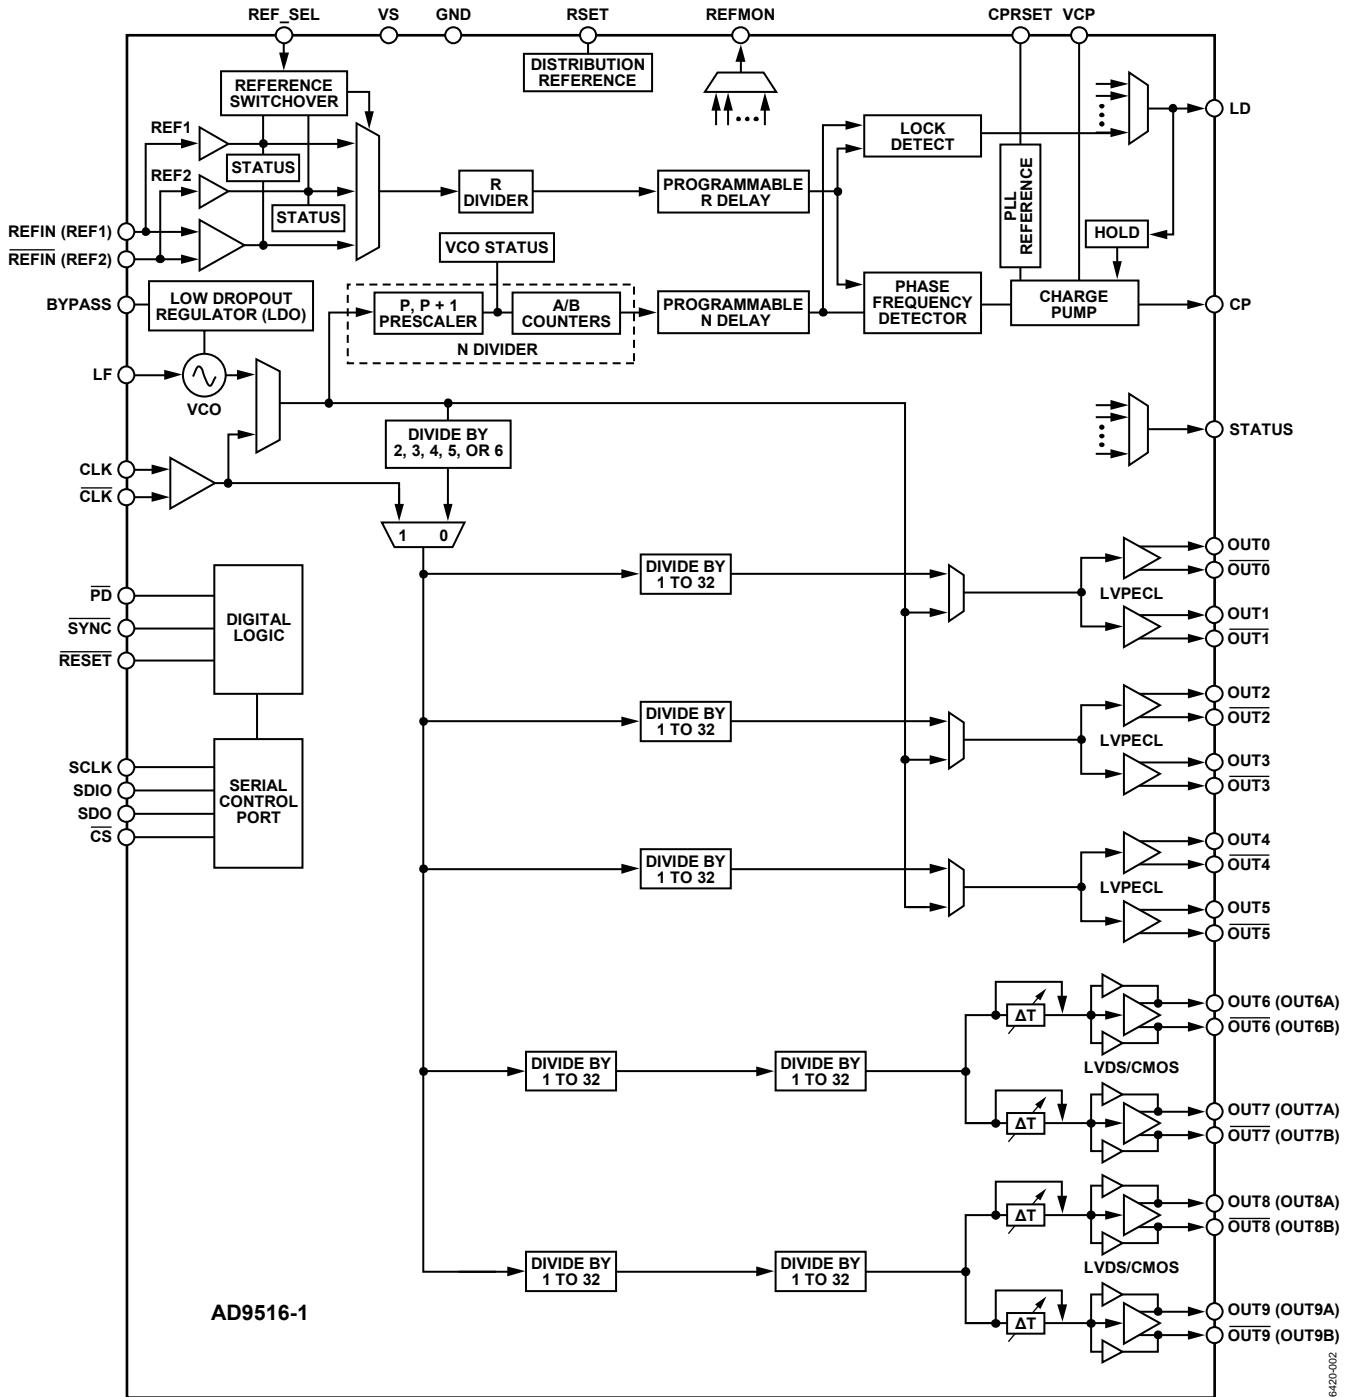 REF_SEL VS GND RSET REFMON CPRSET VCP
DISTRIBUTION
REFERENCE
REFERENCE
SWITCHOVER
REF1
STATUS
REF2
STATUS
R
DIVIDER
PROGRAMMABLE
R DELAY
LOCK
DETECT
LD
PLL
REFERENCE
HOLD
REFIN (REF1)
REFIN (REF2)
VCO STATUS
BYPASS
LOW DROPOUT
REGULATOR (LDO)
P, P + 1
PRESCALER
A/B
COUNTERS
N DIVIDER
PROGRAMMABLE
N DELAY
PHASE
FREQUENCY
DETECTOR
CHARGE
PUMP
CP
LF
VCO
STATUS
DIVIDE BY
2, 3, 4, 5, OR 6
CLK
CLK
1 0
DIVIDE BY
1 TO 32
LVPECL
OUT0
OUT0
OUT1
OUT1
PD
SYNC
RESET
DIGITAL
LOGIC
DIVIDE BY
1 TO 32
LVPECL
OUT2
OUT2
OUT3
OUT3
SCLK
SDIO
SDO
CS
SERIAL
CONTROL
PORT
DIVIDE BY
1 TO 32
LVPECL
OUT4
OUT4
OUT5
OUT5
DIVIDE BY
1 TO 32
DIVIDE BY
1 TO 32
ΔT
ΔT
LVDS/CMOS
OUT6 (OUT6A)
OUT6 (OUT6B)
OUT7 (OUT7A)
OUT7 (OUT7B)
DIVIDE BY
1 TO 32
DIVIDE BY
1 TO 32
ΔT
ΔT
LVDS/CMOS
OUT8 (OUT8A)
OUT8 (OUT8B)
OUT9 (OUT9A)
OUT9 (OUT9B)
AD9516-1
6420-002